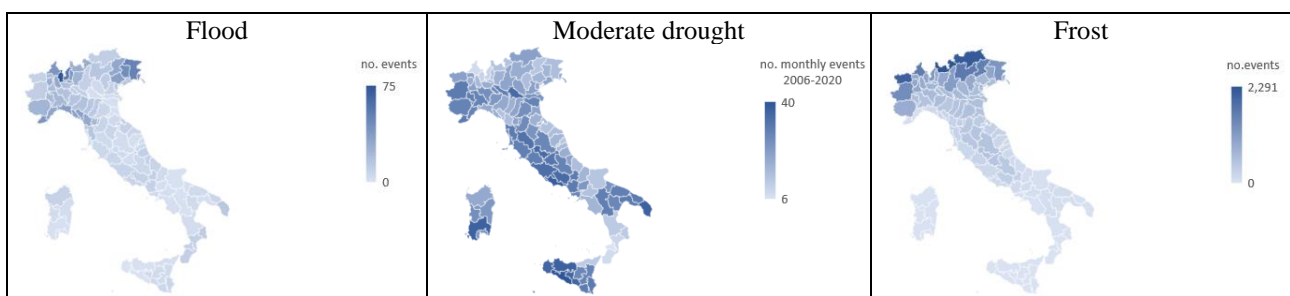 Flood
no. events
75
0
Moderate drought
no. monthly events
2006-2020
40
6
Frost
no.events
2,291
0